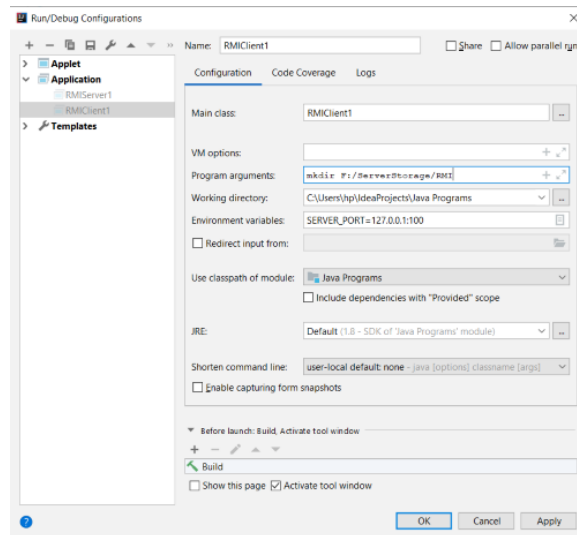 Run/Debug Configurations
Name: RMIClient1 Share Allow parallel run
Applet
Application
RMIServer1
RMIClient1
Templates
Configuration Code Coverage Logs
Main class: RMIClient1 ...
VM options:
Program arguments: mkdir F:/ServerStorage/RMI
Working directory: C:\Users\hp\IdeaProjects\Java Programs ...
Environment variables: SERVER_PORT=127.0.0.1:100
Redirect input from:
Use classpath of module: Java Programs
Include dependencies with "Provided" scope
JRE: Default (1.8 - SDK of 'Java Programs' module) ...
Shorten command line: user-local default: none - java [options] classname [args]
Enable capturing form snapshots
Before launch: Build, Activate tool window
Build
Show this page Activate tool window
? OK Cancel Apply